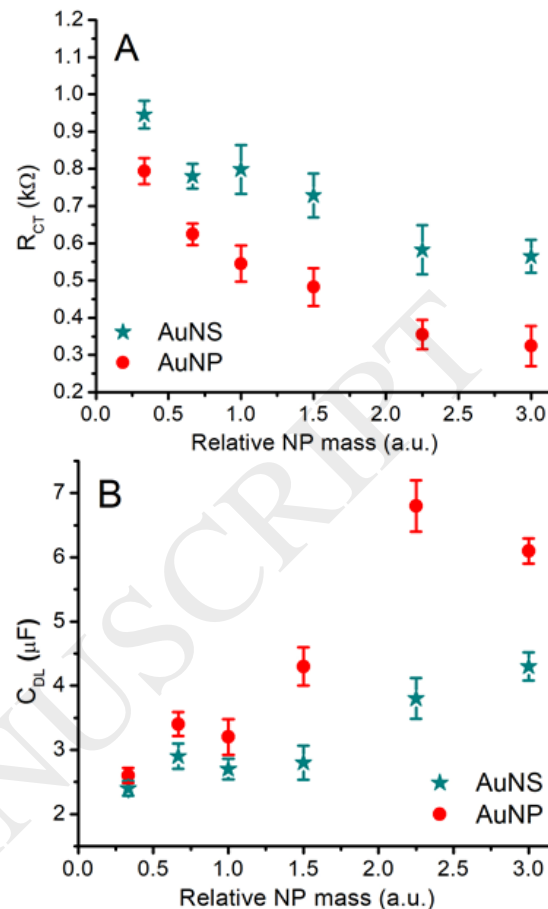 A
1.2
1.1
1.0
0.9
0.8
0.7
0.6
0.5
0.4
0.3
0.2
R_CT (kΩ)
AuNS
AuNP
0.0 0.5 1.0 1.5 2.0 2.5 3.0
Relative NP mass (a.u.)
B
7
6
5
4
3
2
C_DL (μF)
AuNS
AuNP
0.0 0.5 1.0 1.5 2.0 2.5 3.0
Relative NP mass (a.u.)
NUSCRIPT